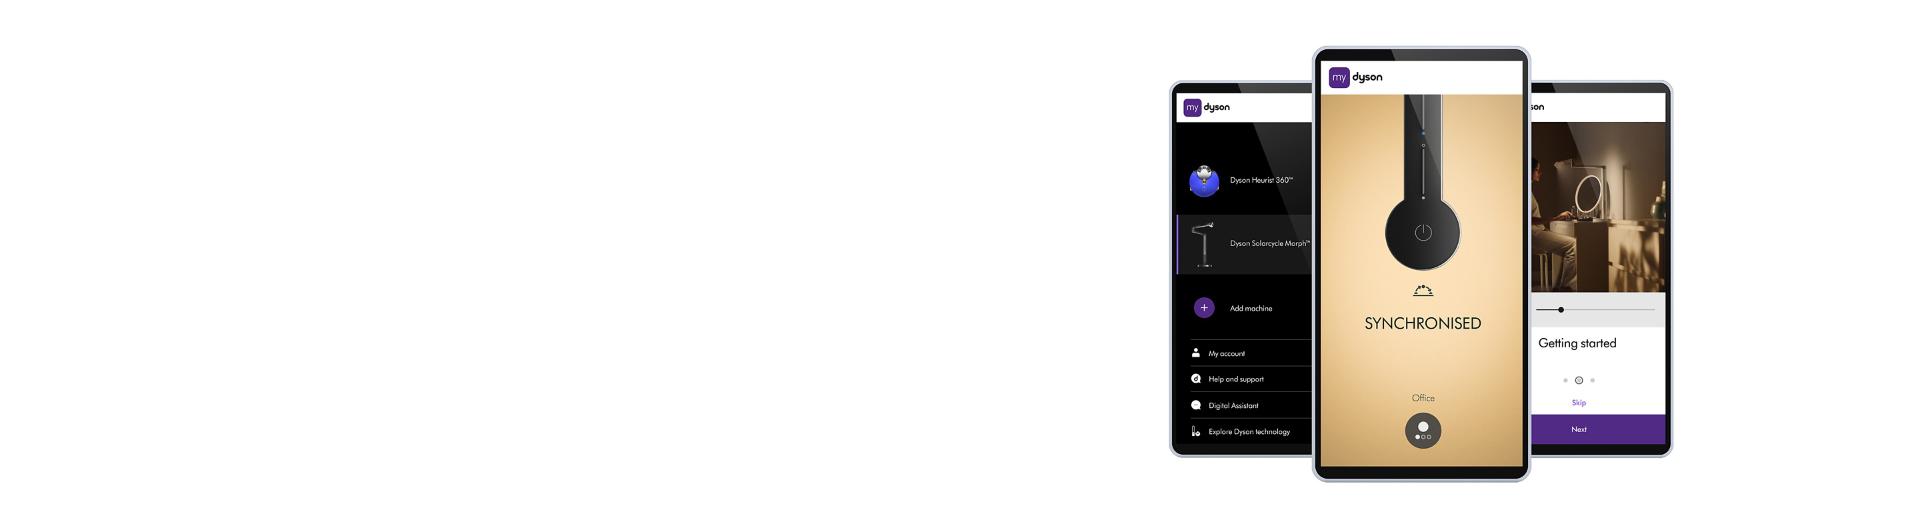 my dyson
Dyson Heurist 360™
Dyson Solarcycle Morph™
Add machine
My account
Help and support
Digital Assistant
Explore Dyson technology
my dyson
SYNCHRONISED
Office
son
Getting started
Skip
Next